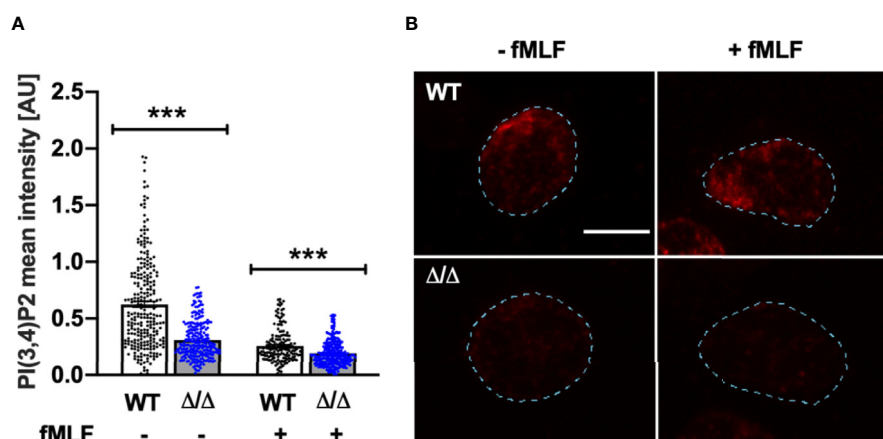 A
PI(3,4)P2 mean intensity [AU]
2.5
2.0
1.5
1.0
0.5
0.0
***
***
WT Δ/Δ WT Δ/Δ
fMLF - - + +
B
- fMLF + fMLF
WT
Δ/Δ